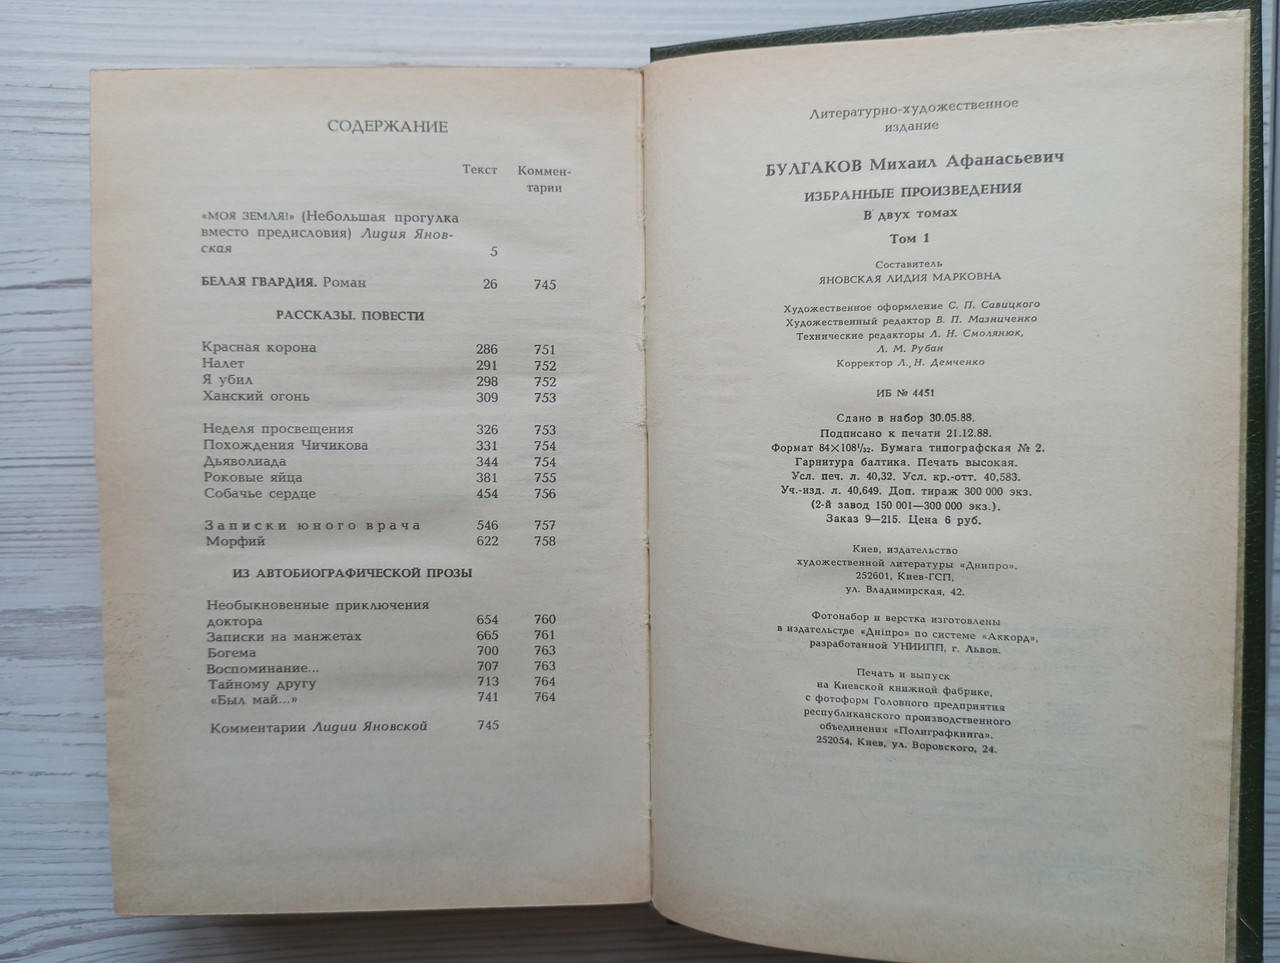 СОДЕРЖАНИЕ
Текст Коммен-
тарии
«МОЯ ЗЕМЛЯ!» (Небольшая прогулка
вместо предисловия) Лидия Янов-
ская 5
БЕЛАЯ ГВАРДИЯ. Роман 26 745
РАССКАЗЫ. ПОВЕСТИ
Красная корона 286 751
Налет 291 752
Я убил 298 752
Ханский огонь 309 753
Неделя просвещения 326 753
Похождения Чичикова 331 754
Дьяволиада 344 754
Роковые яйца 381 755
Собачье сердце 454 756
Записки юного врача 546 757
Морфий 622 758
ИЗ АВТОБИОГРАФИЧЕСКОЙ ПРОЗЫ
Необыкновенные приключения
доктора 654 760
Записки на манжетах 665 761
Богема 700 763
Воспоминание... 707 763
Тайному другу 713 764
«Был май...» 741 764
Комментарии Лидии Яновской 745
Литературно-художественное
издание
БУЛГАКОВ Михаил Афанасьевич
ИЗБРАННЫЕ ПРОИЗВЕДЕНИЯ
В двух томах
Том 1
Составитель
ЯНОВСКАЯ ЛИДИЯ МАРКОВНА
Художественное оформление С. П. Савицкого
Художественный редактор В. П. Мазниченко
Технические редакторы Л. Н. Смолянюк,
Л. М. Рубан
Корректор Л. Н. Демченко
ИБ № 4451
Сдано в набор 30.05.88.
Подписано к печати 21.12.88.
Формат 84×108¹/₃₂. Бумага типографская № 2.
Гарнитура балтика. Печать высокая.
Усл. печ. л. 40,32. Усл. кр.-отт. 40,583.
Уч.-изд. л. 40,649. Доп. тираж 300 000 экз.
(2-й завод 150 001—300 000 экз.).
Заказ 9—215. Цена 6 руб.
Киев, издательство
художественной литературы «Дніпро».
252601, Киев-ГСП,
ул. Владимирская, 42.
Фотонабор и верстка изготовлены
в издательстве «Дніпро» по системе «Аккорд»,
разработанной УНИИПП, г. Львов.
Печать и выпуск
на Киевской книжной фабрике,
с фотоформ Головного предприятия
республиканского производственного
объединения «Полиграфкнига».
252054, Киев, ул. Воровского, 24.